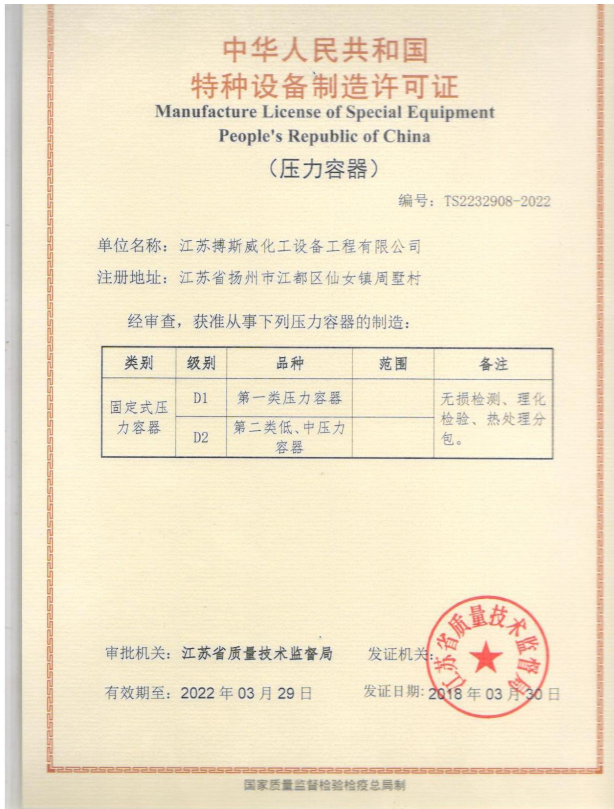 中华人民共和国
特种设备制造许可证
Manufacture License of Special Equipment
People's Republic of China
（压力容器）
编号：TS2232908-2022
单位名称：江苏搏斯威化工设备工程有限公司
注册地址：江苏省扬州市江都区仙女镇周墅村
经审查，获准从事下列压力容器的制造：
类别 级别 品种 范围 备注
固定式压力容器
D1 第一类压力容器
D2 第二类低、中压力容器
无损检测、理化检验、热处理分包。
审批机关：江苏省质量技术监督局 发证机关：
有效期至：2022 年 03 月 29 日 发证日期：2018 年 03 月 30 日
江苏省质量技术监督局
国家质量监督检验检疫总局制